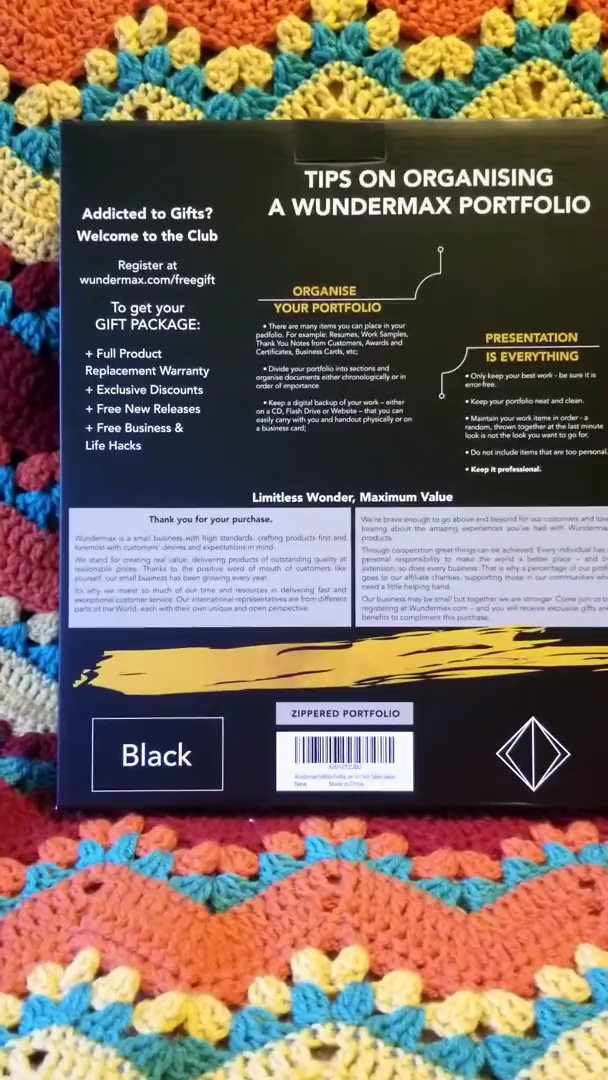 TIPS ON ORGANISING
A WUNDERMAX PORTFOLIO
Addicted to Gifts?
Welcome to the Club
Register at
wundermax.com/freegift
To get your
GIFT PACKAGE:
+ Full Product
Replacement Warranty
+ Exclusive Discounts
+ Free New Releases
+ Free Business &
Life Hacks
ORGANISE
YOUR PORTFOLIO
• There are many items you can place in your
padfolio. For example: Resumes, Work Samples,
Thank You Notes from Customers, Awards and
Certificates, Business Cards, etc;
• Divide your portfolio into sections and
organise documents either chronologically or in
order of importance
• Keep a digital backup of your work – either
on a CD, Flash Drive or Website – that you can
easily carry with you and handout physically or on
a business card;
PRESENTATION
IS EVERYTHING
• Only keep your best work - be sure it is
error-free.
• Keep your portfolio neat and clean.
• Maintain your work items in order - a
random, thrown together at the last minute
look is not the look you want to go for.
• Do not include items that are too personal.
• Keep it professional.
Limitless Wonder, Maximum Value
Thank you for your purchase.
Wundermax is a small business with high standards, crafting products first and
foremost with customers' desires and expectations in mind.
We stand for creating real value, delivering products of outstanding quality at
reasonable prices. Thanks to the positive word of mouth of customers like
yourself, our small business has been growing every year.
It's why we invest so much of our time and resources in delivering fast and
exceptional customer service. Our international representatives are from different
parts of the World, each with their own unique and open perspective.
We're brave enough to go above and beyond for our customers and
hearing about the amazing experiences you've had with Wundermax
products.
Through cooperation great things can be achieved. Every individual has
personal responsibility to make the world a better place – and b
extension, so does every business. That is why a percentage of our profi
goes to our affiliate charities, supporting those in our communities wh
need a little helping hand.
Our business may be small but together we are stronger. Come join us b
registering at Wundermax.com – and you will receive exclusive gifts an
benefits to compliment this purchase.
ZIPPERED PORTFOLIO
Black
New Made in China